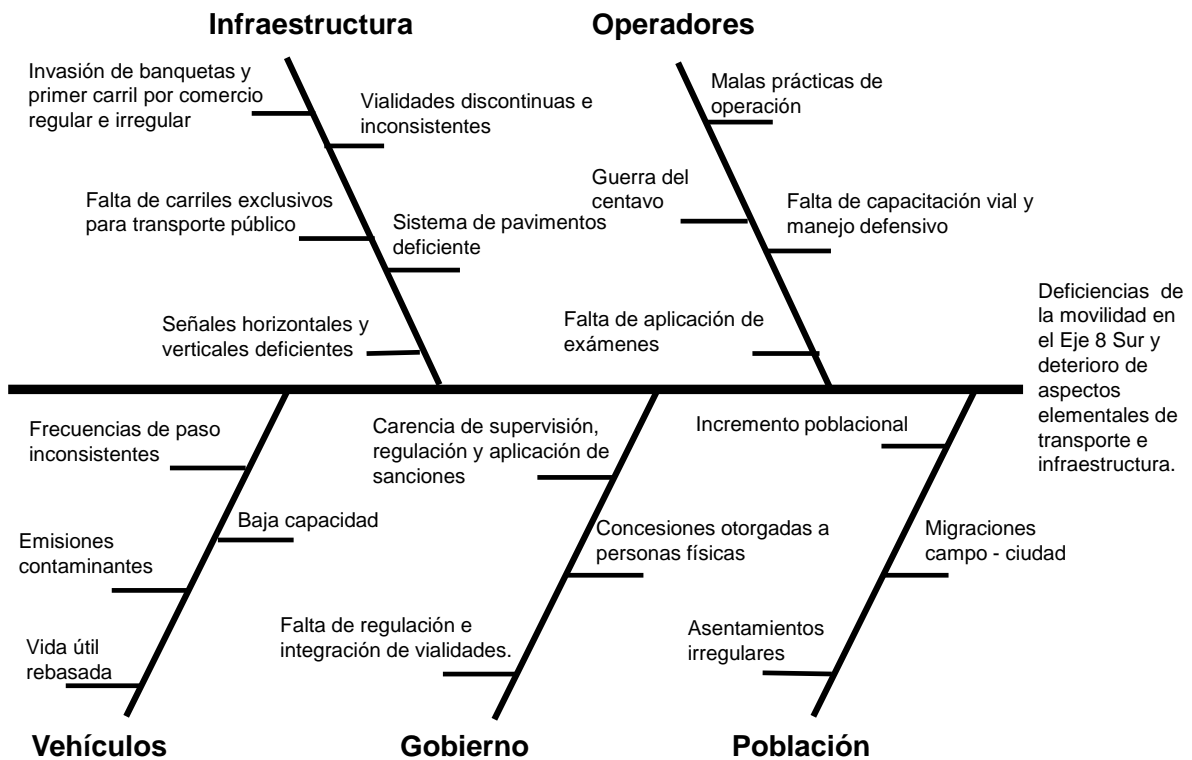 Infraestructura
Operadores
Invasión de banquetas y
primer carril por comercio
regular e irregular
Vialidades discontinuas e
inconsistentes
Falta de carriles exclusivos
para transporte público
Sistema de pavimentos
deficiente
Señales horizontales y
verticales deficientes
Malas prácticas de
operación
Guerra del
centavo
Falta de capacitación vial y
manejo defensivo
Falta de aplicación de
exámenes
Deficiencias de
la movilidad en
el Eje 8 Sur y
deterioro de
aspectos
elementales de
transporte e
infraestructura.
Frecuencias de paso
inconsistentes
Baja capacidad
Emisiones
contaminantes
Vida útil
rebasada
Carencia de supervisión,
regulación y aplicación de
sanciones
Concesiones otorgadas a
personas físicas
Falta de regulación e
integración de vialidades.
Incremento poblacional
Migraciones
campo - ciudad
Asentamientos
irregulares
Vehículos
Gobierno
Población